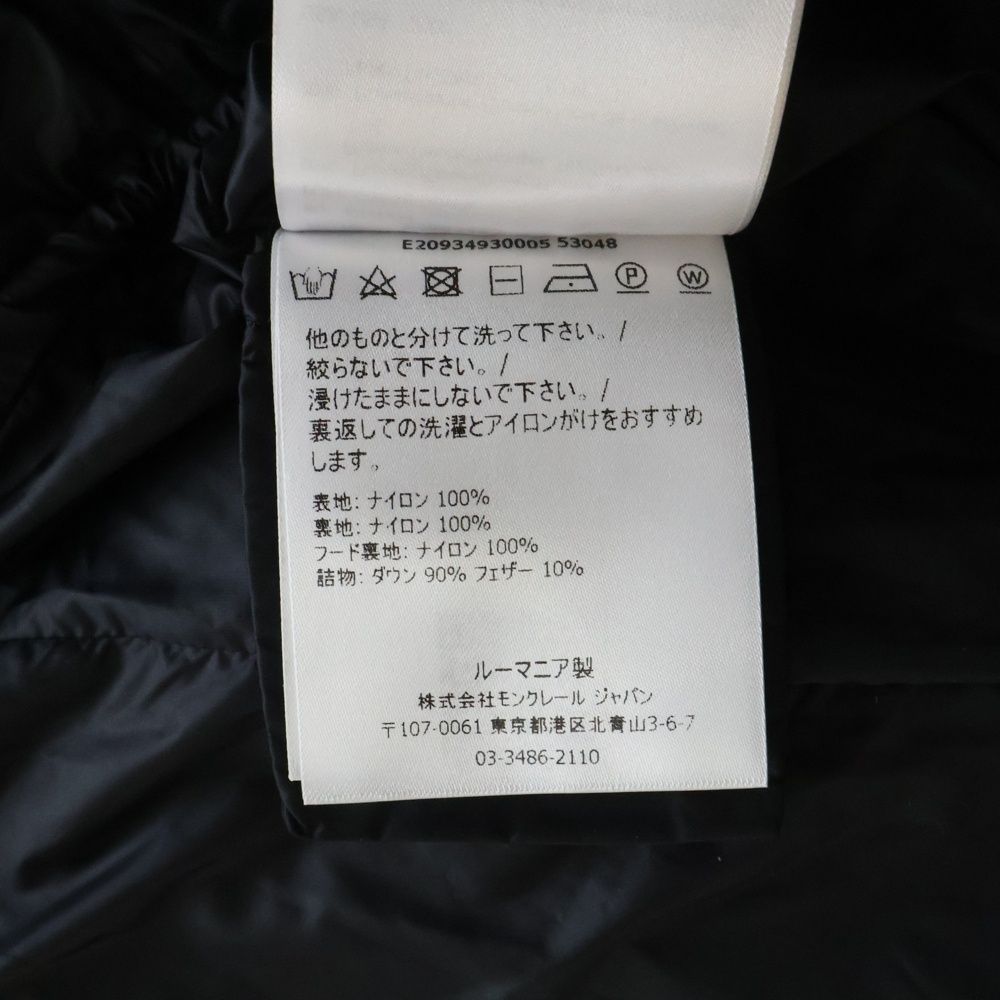 E20934930005 53048
P
W
他のものと分けて洗って下さい。/
絞らないで下さい。/
浸けたままにしないで下さい。/
裏返しての洗濯とアイロンがけをおすすめ
します。
表地: ナイロン 100%
裏地: ナイロン 100%
フード裏地: ナイロン 100%
詰物: ダウン 90% フェザー 10%
ルーマニア製
株式会社モンクレール ジャパン
〒107-0061 東京都港区北青山3-6-7
03-3486-2110